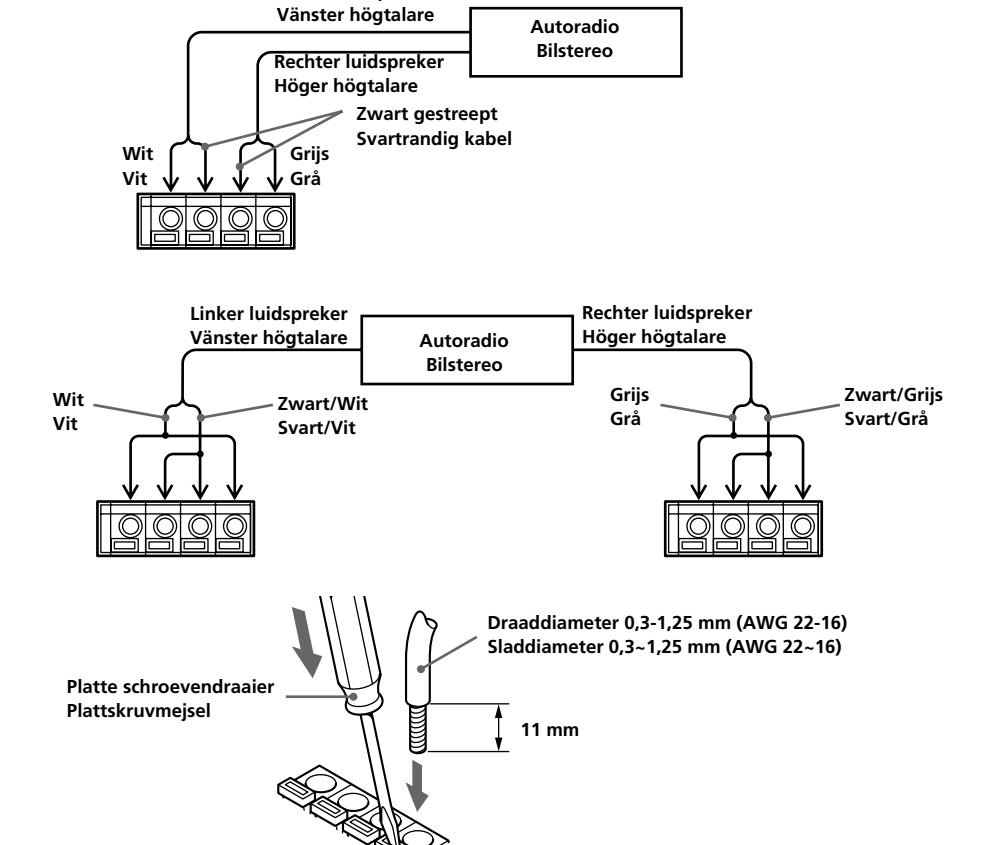 Vänster högtalare
Autoradio
Bilstereo
Rechter luidspreker
Höger högtalare
Zwart gestreept
Svartrandig kabel
Wit
Vit
Grijs
Grå
Linker luidspreker
Vänster högtalare
Autoradio
Bilstereo
Rechter luidspreker
Höger högtalare
Wit
Vit
Zwart/Wit
Svart/Vit
Grijs
Grå
Zwart/Grijs
Svart/Grå
Draaddiameter 0,3-1,25 mm (AWG 22-16)
Sladdiameter 0,3~1,25 mm (AWG 22~16)
Platte schroevendraaier
Plattskruvmejsel
11 mm